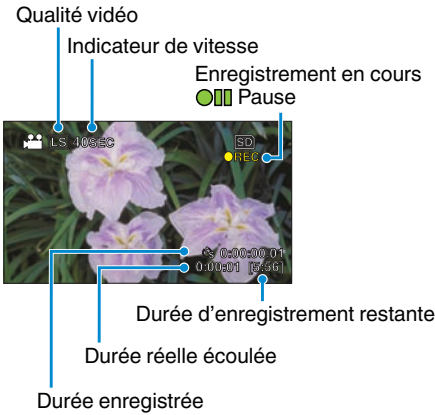 Qualité vidéo
Indicateur de vitesse
Enregistrement en cours
Pause
LS 40SEC
SD
REC
0:00:00:01
0:00:01 [5:56]
Durée d'enregistrement restante
Durée réelle écoulée
Durée enregistrée